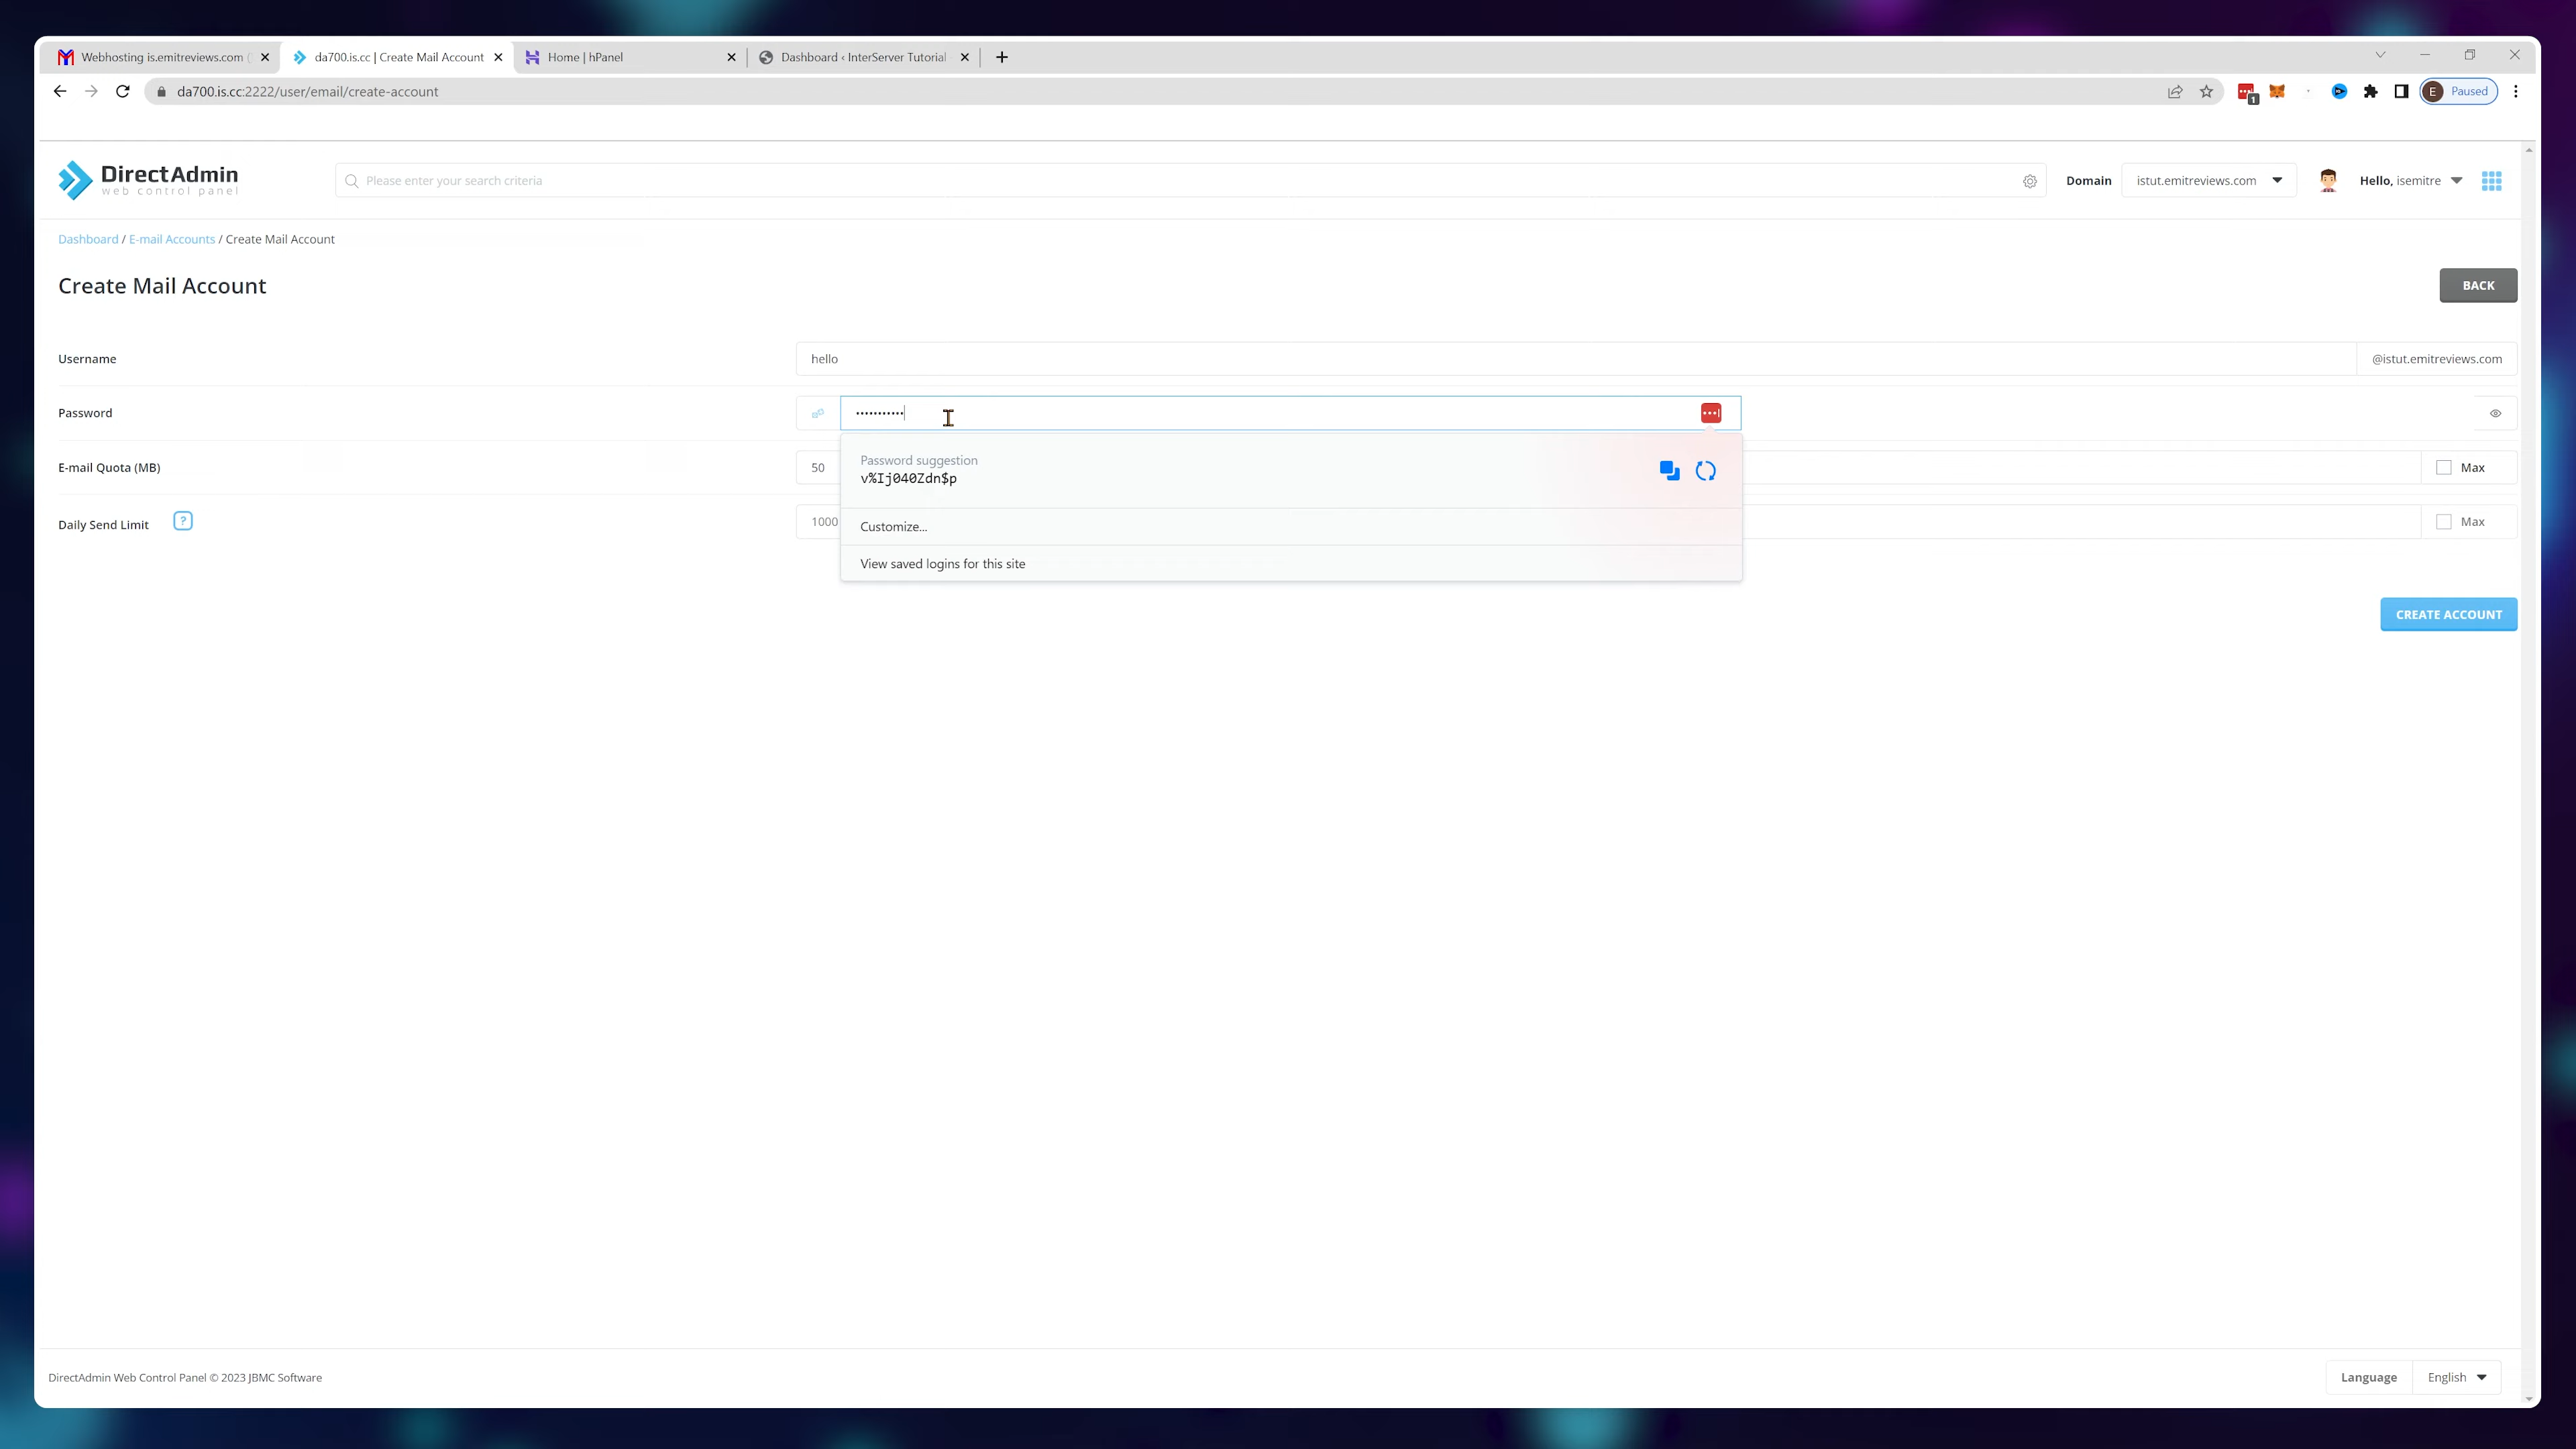 Webhosting is.emitreviews.com (
da700.is.cc | Create Mail Account
Home | hPanel
Dashboard ‹ InterServer Tutorial
da700.is.cc:2222/user/email/create-account
1
E
Paused
DirectAdmin
web control panel
Please enter your search criteria
Domain
istut.emitreviews.com
Hello, isemitre
Dashboard / E-mail Accounts / Create Mail Account
Create Mail Account
BACK
Username
hello
@istut.emitreviews.com
Password
•••••••••••
Password suggestion
v%Ij040Zdn$p
E-mail Quota (MB)
50
Max
Daily Send Limit
?
1000
Max
Customize...
View saved logins for this site
CREATE ACCOUNT
DirectAdmin Web Control Panel © 2023 JBMC Software
Language
English